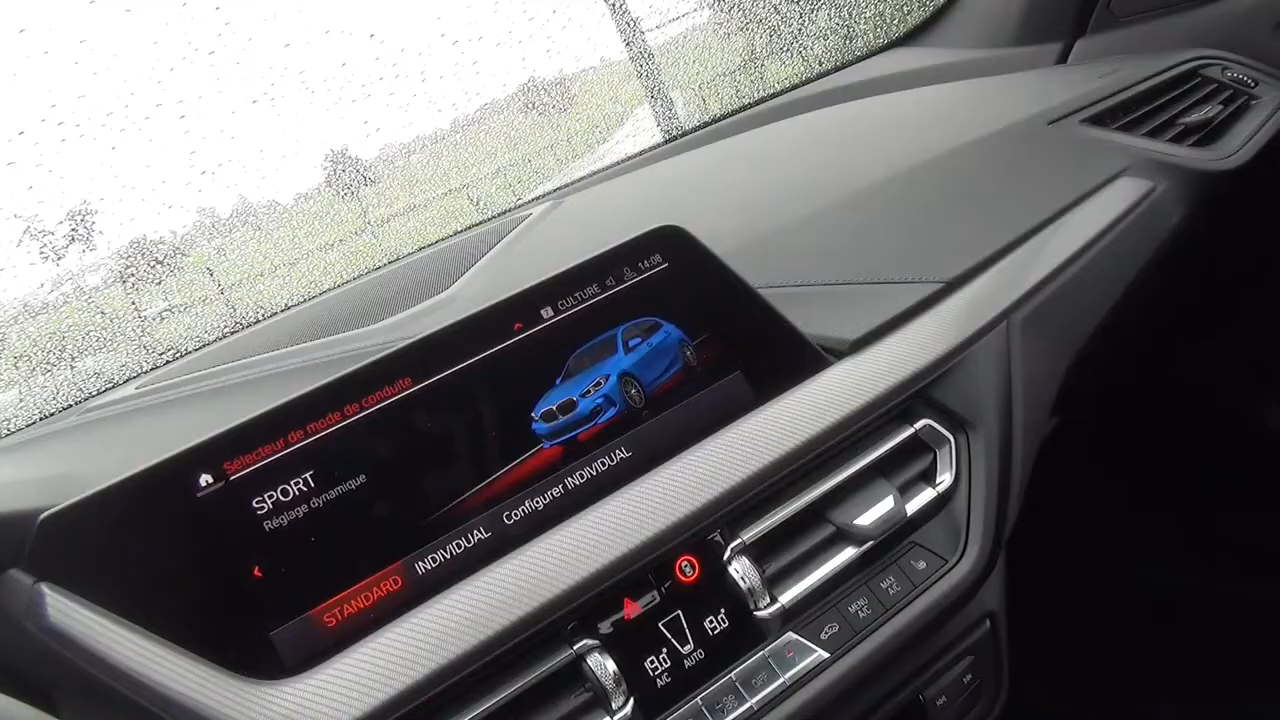 CULTURE 14:08
Sélecteur de mode de conduite
SPORT
Réglage dynamique
STANDARD INDIVIDUAL Configurer INDIVIDUAL
19.0° 19.0°
A/C AUTO
OFF
MENU A/C
MAX A/C